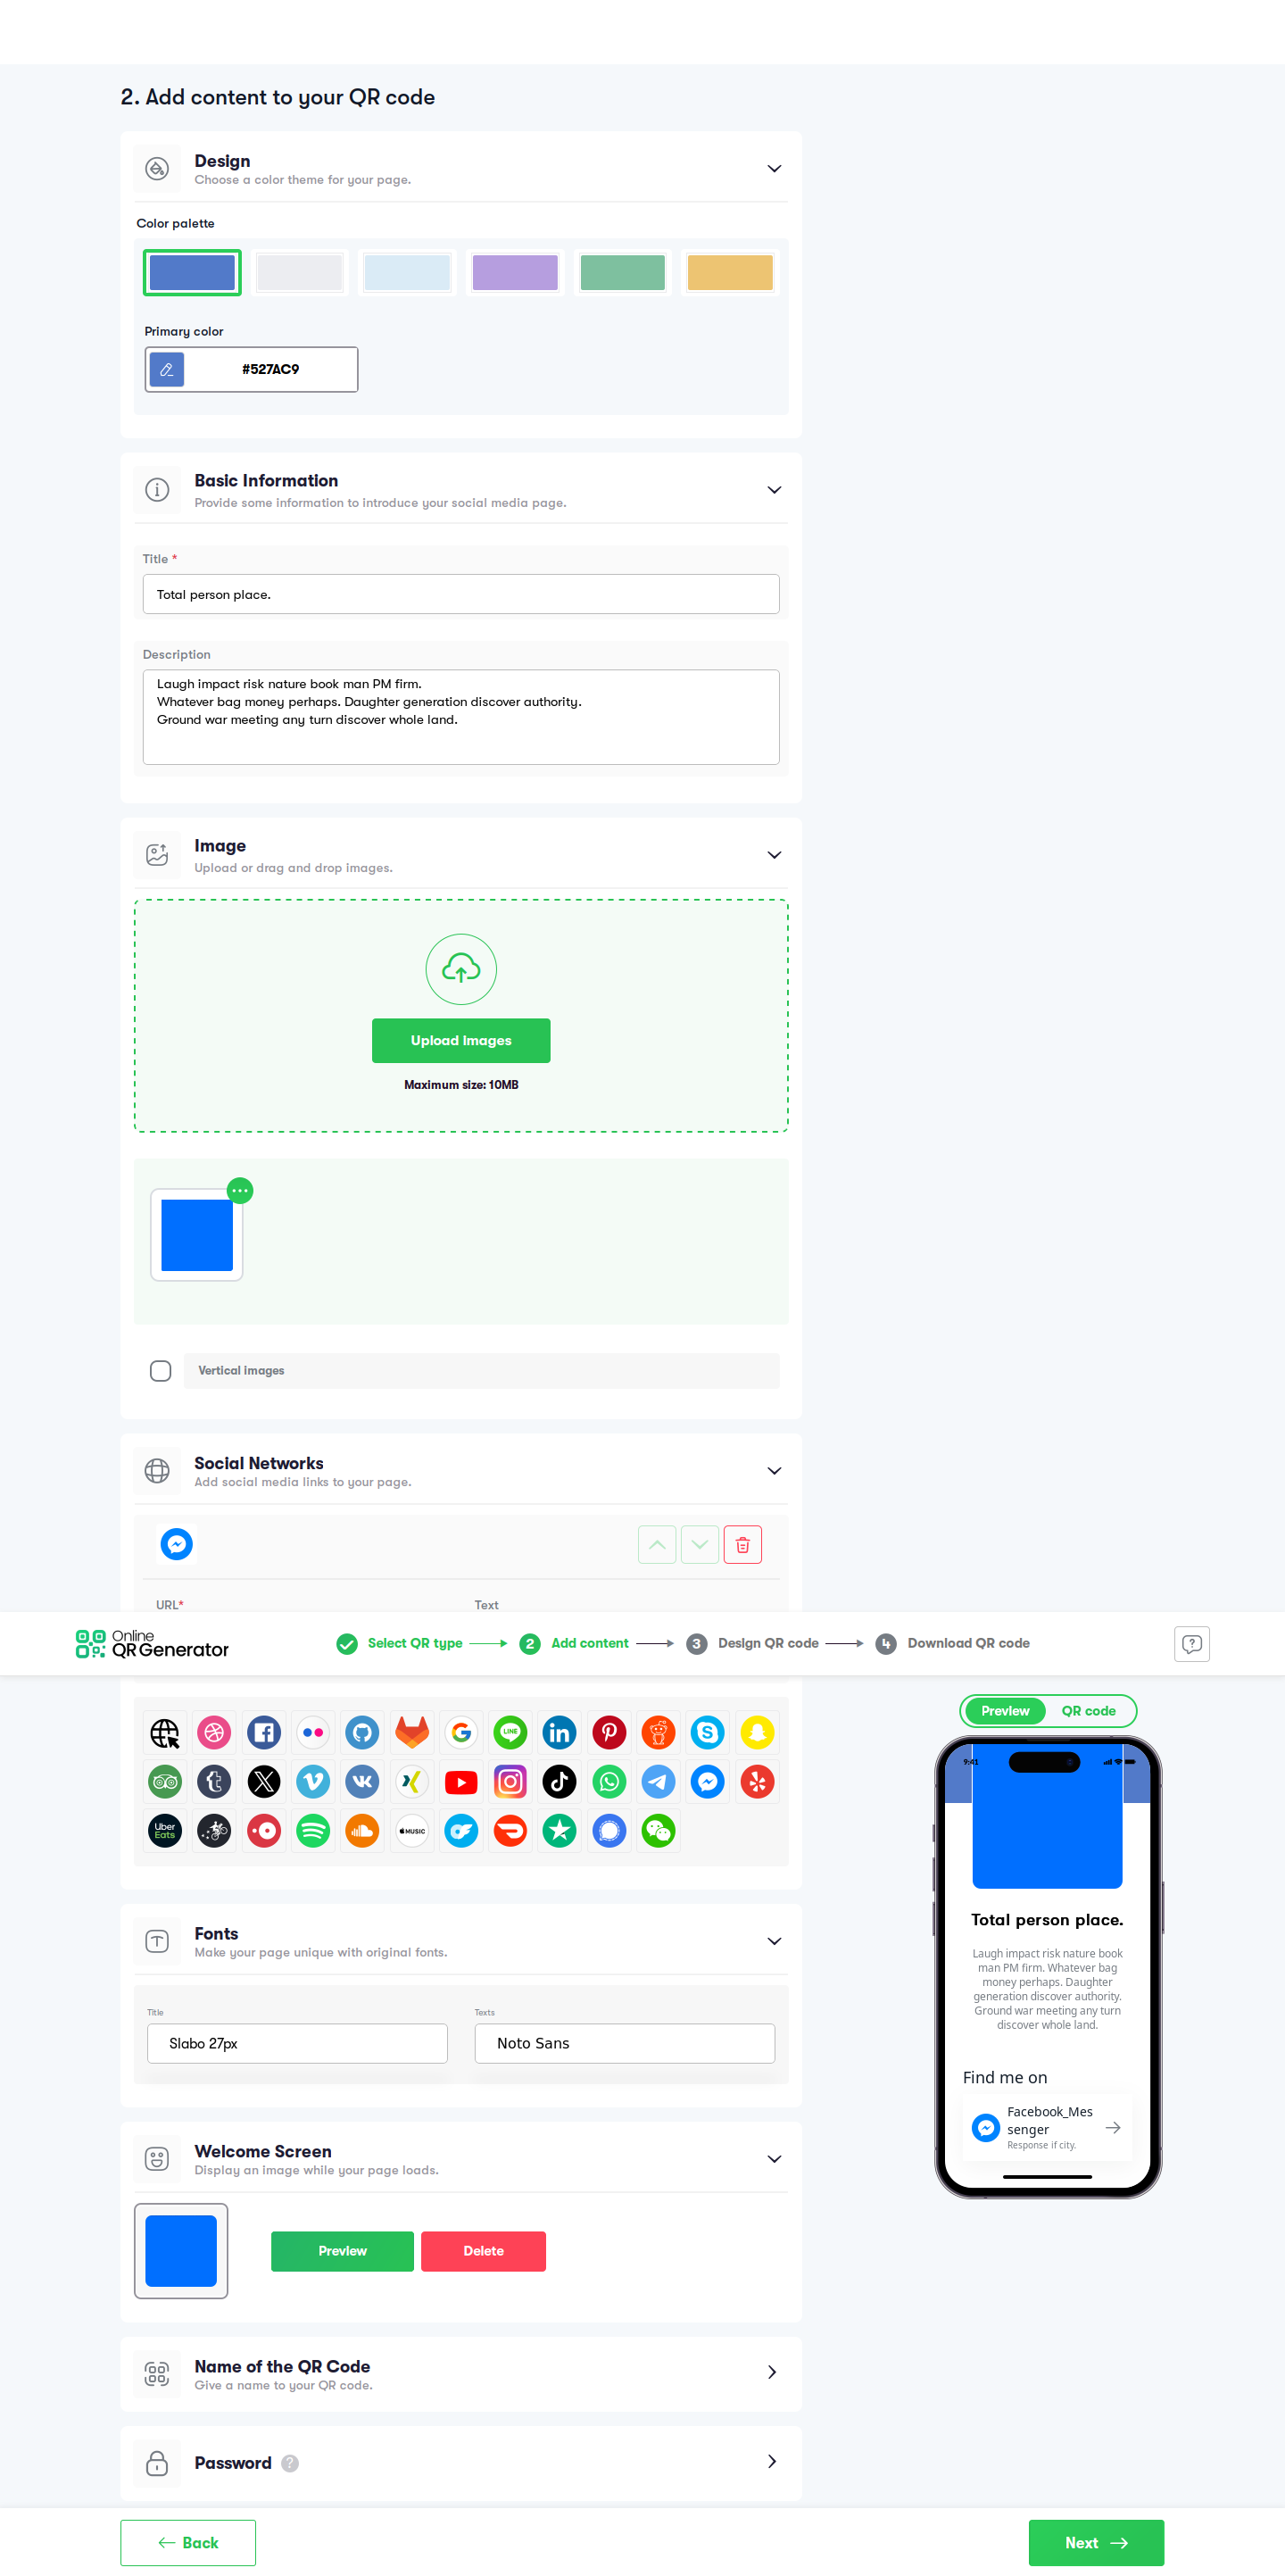 2. Add content to your QR code
Design
Choose a color theme for your page.
Color palette
Primary color
#527AC9
Basic Information
Provide some information to introduce your social media page.
Title *
Total person place.
Description
Laugh impact risk nature book man PM firm.
Whatever bag money perhaps. Daughter generation discover authority.
Ground war meeting any turn discover whole land.
Image
Upload or drag and drop images.
Upload Images
Maximum size: 10MB
Vertical images
Social Networks
Add social media links to your page.
URL*
Text
Online
QR Generator
Select QR type
2 Add content
3 Design QR code
4 Download QR code
Preview
QR code
LINE
Uber
Eats
MUSIC
9:41
Total person place.
Laugh impact risk nature book
man PM firm. Whatever bag
money perhaps. Daughter
generation discover authority.
Ground war meeting any turn
discover whole land.
Find me on
Facebook_Mes
senger
Response if city.
Fonts
Make your page unique with original fonts.
Title
Texts
Slabo 27px
Noto Sans
Welcome Screen
Display an image while your page loads.
Preview
Delete
Name of the QR Code
Give a name to your QR code.
Password ?
Back
Next